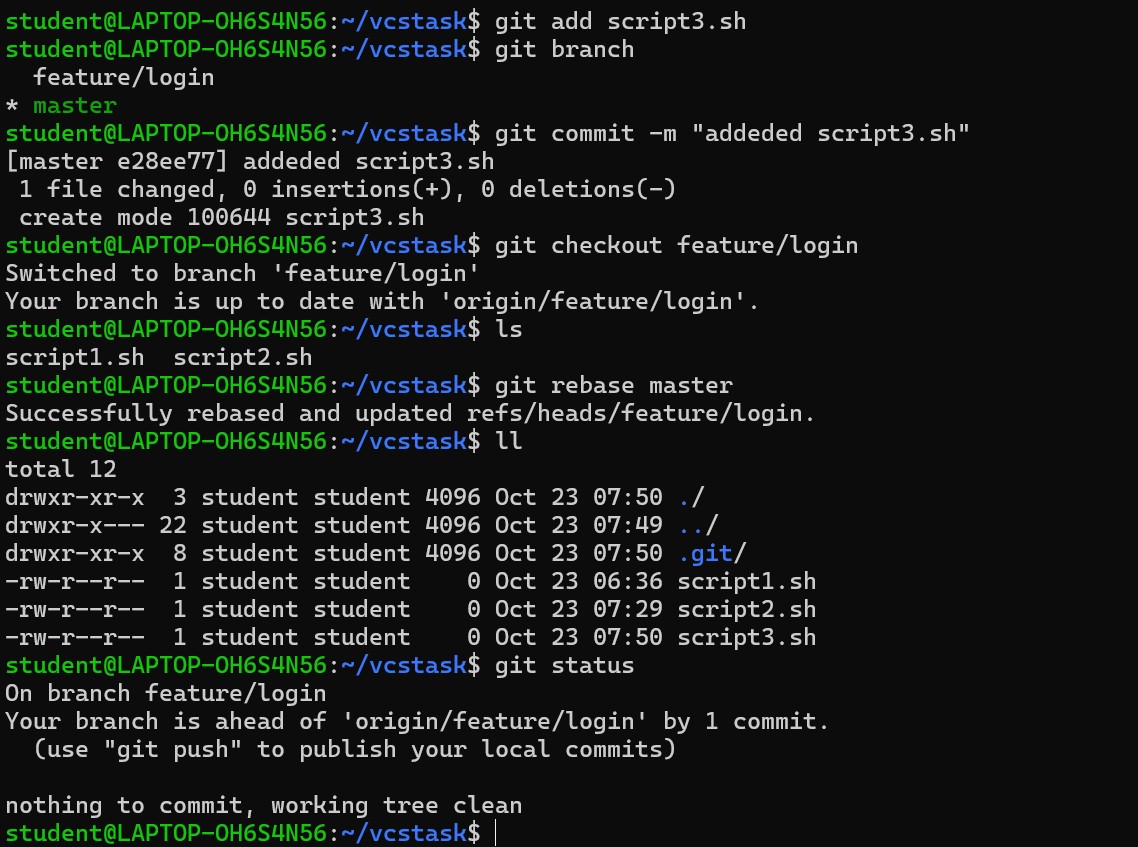 student@LAPTOP-OH6S4N56:~/vcstask$ git add script3.sh
student@LAPTOP-OH6S4N56:~/vcstask$ git branch
  feature/login
* master
student@LAPTOP-OH6S4N56:~/vcstask$ git commit -m "addeded script3.sh"
[master e28ee77] addeded script3.sh
 1 file changed, 0 insertions(+), 0 deletions(-)
 create mode 100644 script3.sh
student@LAPTOP-OH6S4N56:~/vcstask$ git checkout feature/login
Switched to branch 'feature/login'
Your branch is up to date with 'origin/feature/login'.
student@LAPTOP-OH6S4N56:~/vcstask$ ls
script1.sh  script2.sh
student@LAPTOP-OH6S4N56:~/vcstask$ git rebase master
Successfully rebased and updated refs/heads/feature/login.
student@LAPTOP-OH6S4N56:~/vcstask$ ll
total 12
drwxr-xr-x  3 student student 4096 Oct 23 07:50 ./
drwxr-x--- 22 student student 4096 Oct 23 07:49 ../
drwxr-xr-x  8 student student 4096 Oct 23 07:50 .git/
-rw-r--r--  1 student student    0 Oct 23 06:36 script1.sh
-rw-r--r--  1 student student    0 Oct 23 07:29 script2.sh
-rw-r--r--  1 student student    0 Oct 23 07:50 script3.sh
student@LAPTOP-OH6S4N56:~/vcstask$ git status
On branch feature/login
Your branch is ahead of 'origin/feature/login' by 1 commit.
  (use "git push" to publish your local commits)

nothing to commit, working tree clean
student@LAPTOP-OH6S4N56:~/vcstask$